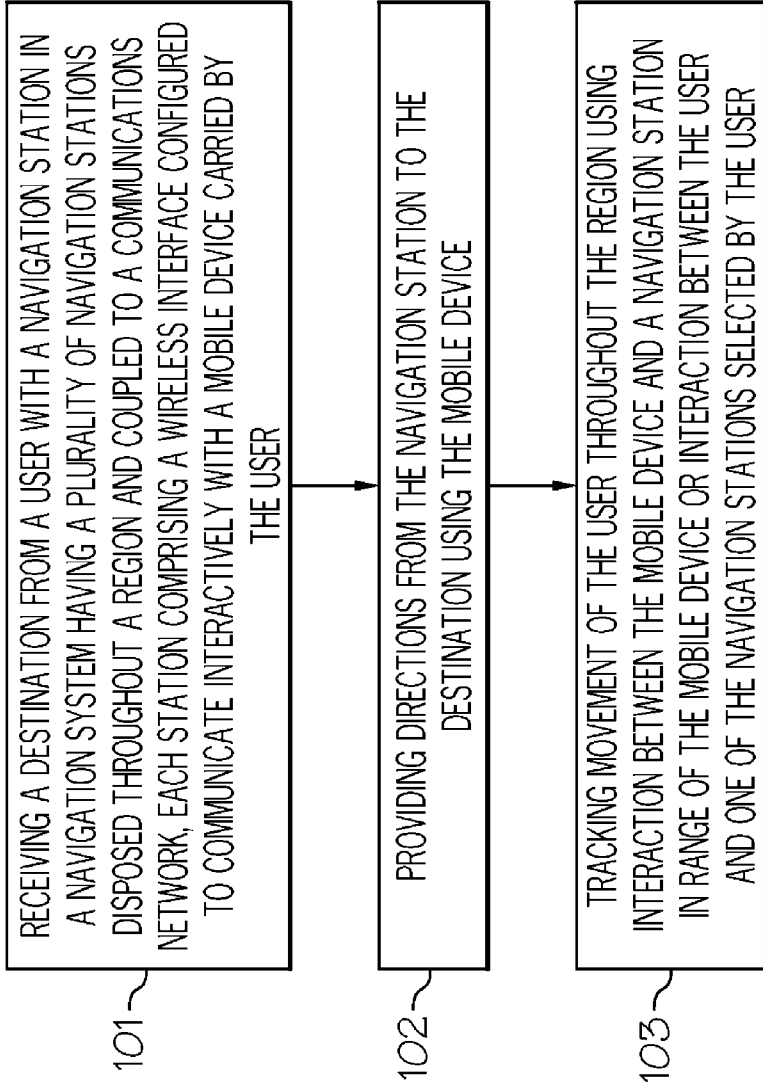 RECEIVING A DESTINATION FROM A USER WITH A NAVIGATION STATION IN
A NAVIGATION SYSTEM HAVING A PLURALITY OF NAVIGATION STATIONS
DISPOSED THROUGHOUT A REGION AND COUPLED TO A COMMUNICATIONS
NETWORK, EACH STATION COMPRISING A WIRELESS INTERFACE CONFIGURED
TO COMMUNICATE INTERACTIVELY WITH A MOBILE DEVICE CARRIED BY
THE USER
101
PROVIDING DIRECTIONS FROM THE NAVIGATION STATION TO THE
DESTINATION USING THE MOBILE DEVICE
102
TRACKING MOVEMENT OF THE USER THROUGHOUT THE REGION USING
INTERACTION BETWEEN THE MOBILE DEVICE AND A NAVIGATION STATION
IN RANGE OF THE MOBILE DEVICE OR INTERACTION BETWEEN THE USER
AND ONE OF THE NAVIGATION STATIONS SELECTED BY THE USER
103